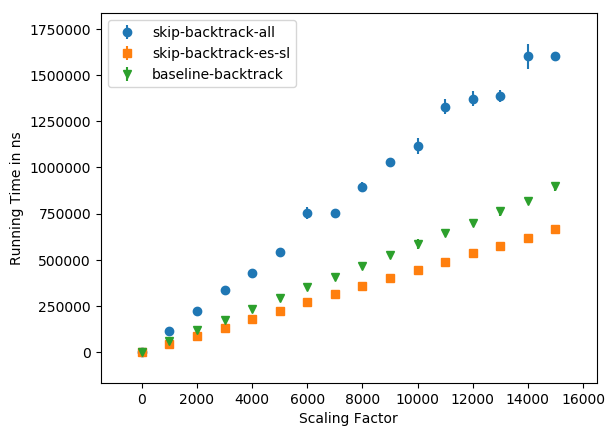 skip-backtrack-all
skip-backtrack-es-sl
baseline-backtrack
1750000
1500000
1250000
1000000
750000
500000
250000
0
Running Time in ns
0 2000 4000 6000 8000 10000 12000 14000 16000
Scaling Factor